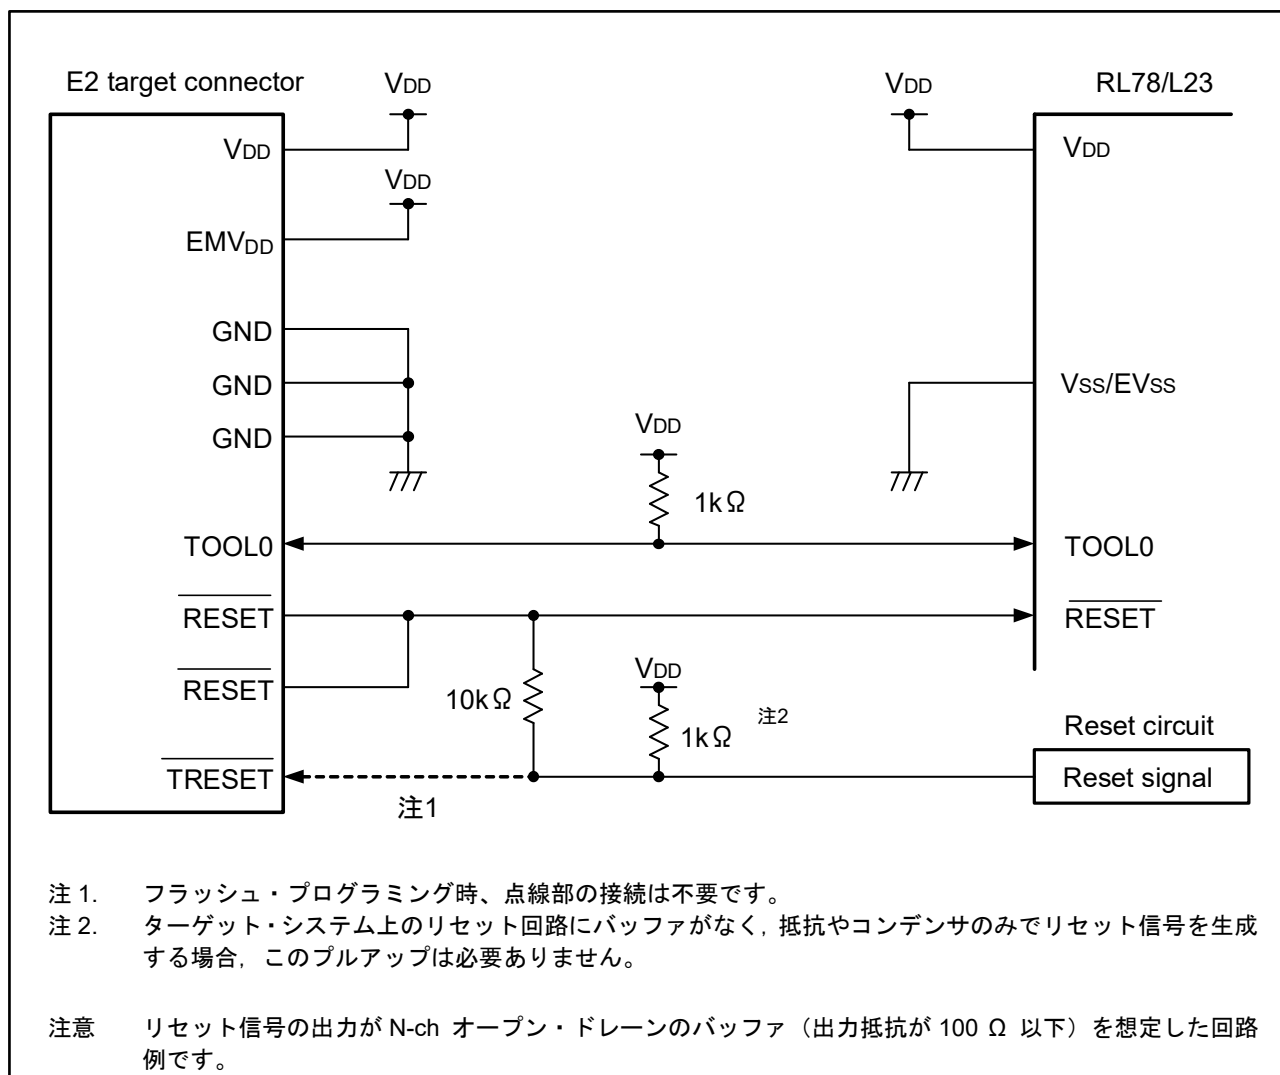 E2 target connector
VDD
VDD
RL78/L23
VDD
VDD
VDD
EMVDD
GND
GND
GND
VSS/EVSS
VDD
1kΩ
TOOL0
TOOL0
RESET
RESET
RESET
VDD
10kΩ
1kΩ
注2
Reset circuit
TRESET
Reset signal
注1
注 1. フラッシュ・プログラミング時、点線部の接続は不要です。
注 2. ターゲット・システム上のリセット回路にバッファがなく, 抵抗やコンデンサのみでリセット信号を生成
する場合, このプルアップは必要ありません。
注意 リセット信号の出力が N-ch オープン・ドレーンのバッファ（出力抵抗が 100 Ω 以下）を想定した回路
例です。